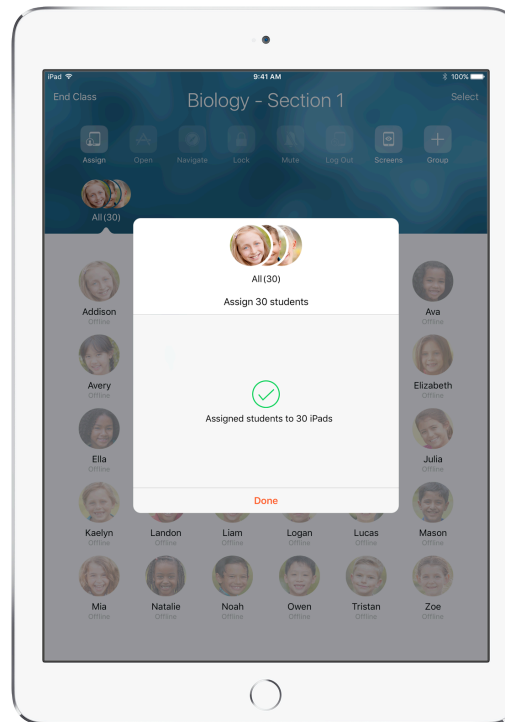 iPad 9:41 AM 100%
End Class Biology – Section 1 Select
Assign Open Navigate Lock Mute Log Out Screens Group
All (30)
All (30)
Assign 30 students
Assigned students to 30 iPads
Done
Addison Ava
Offline Offline
Avery Elizabeth
Offline Offline
Ella Julia
Offline Offline
Kaelyn Landon Liam Logan Lucas Mason
Offline Offline Offline Offline Offline Offline
Mia Natalie Noah Owen Tristan Zoe
Offline Offline Offline Offline Offline Offline